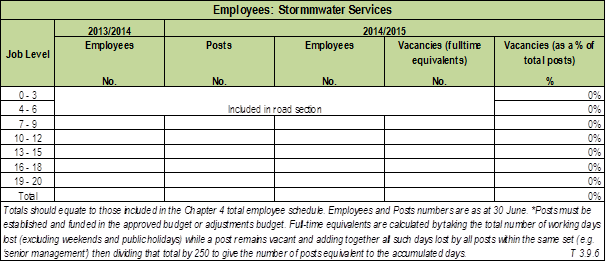 Employees: Stormmwater Services
Job Level
2013/2014
2014/2015
Employees
Posts
Employees
Vacancies (fulltime
equivalents)
Vacancies (as a % of
total posts)
No.
No.
No.
No.
%
0 - 3
0%
4 - 6
Included in road section
0%
7 - 9
0%
10 - 12
0%
13 - 15
0%
16 - 18
0%
19 - 20
0%
Total
0%
Totals should equate to those included in the Chapter 4 total employee schedule. Employees and Posts numbers are as at 30 June. *Posts must be
established and funded in the approved budget or adjustments budget. Full-time equivalents are calculated by taking the total number of working days
lost (excluding weekends and public holidays) while a post remains vacant and adding together all such days lost by all posts within the same set (e.g.
'senior management') then dividing that total by 250 to give the number of posts equivalent to the accumulated days.
T 3.9.6